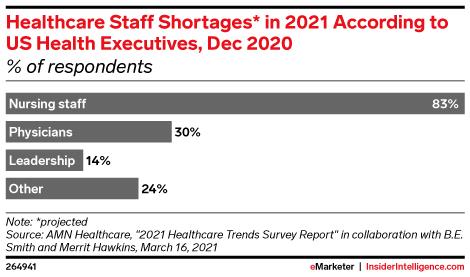 Healthcare Staff Shortages* in 2021 According to
US Health Executives, Dec 2020
% of respondents
Nursing staff 83%
Physicians 30%
Leadership 14%
Other 24%
Note: *projected
Source: AMN Healthcare, "2021 Healthcare Trends Survey Report" in collaboration with B.E.
Smith and Merrit Hawkins, March 16, 2021
264941 eMarketer | InsiderIntelligence.com